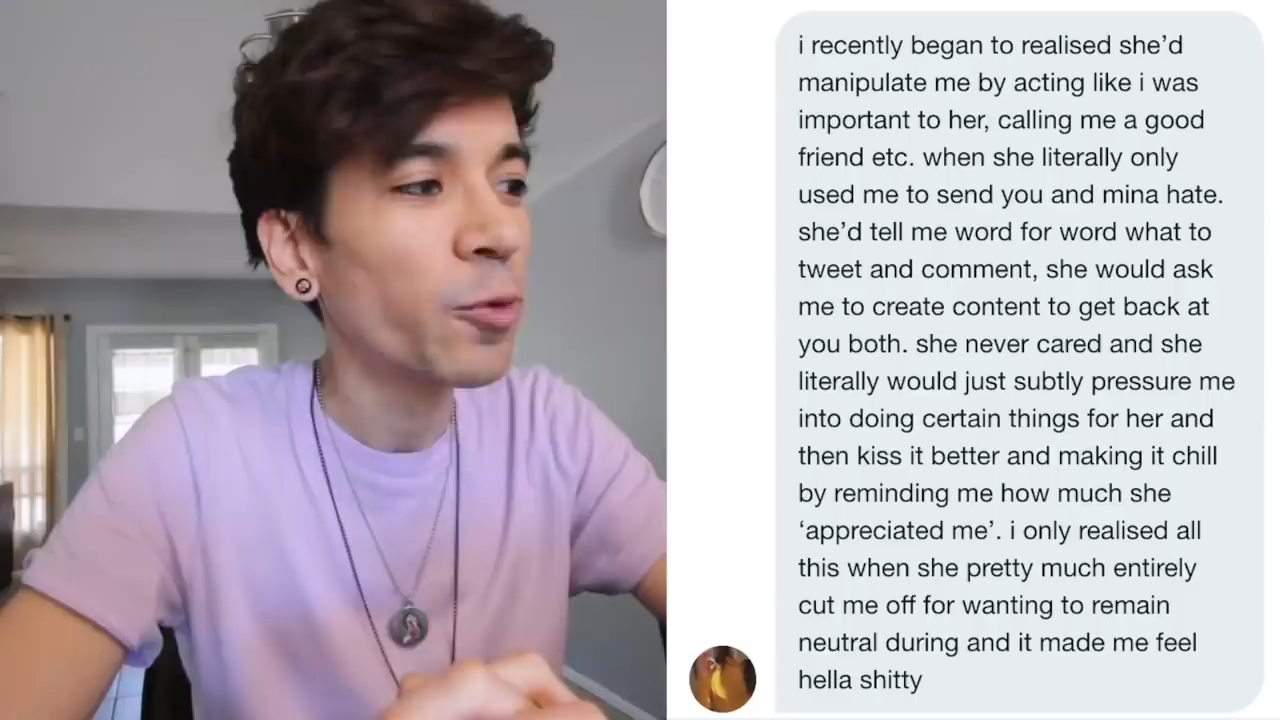 i recently began to realised she’d
manipulate me by acting like i was
important to her, calling me a good
friend etc. when she literally only
used me to send you and mina hate.
she’d tell me word for word what to
tweet and comment, she would ask
me to create content to get back at
you both. she never cared and she
literally would just subtly pressure me
into doing certain things for her and
then kiss it better and making it chill
by reminding me how much she
‘appreciated me’. i only realised all
this when she pretty much entirely
cut me off for wanting to remain
neutral during and it made me feel
hella shitty